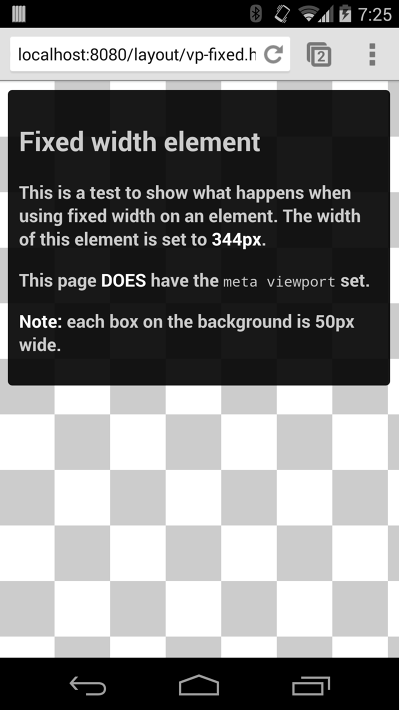 7:25
localhost:8080/layout/vp-fixed.h
2
Fixed width element
This is a test to show what happens when
using fixed width on an element. The width
of this element is set to 344px.
This page DOES have the meta viewport set.
Note: each box on the background is 50px
wide.